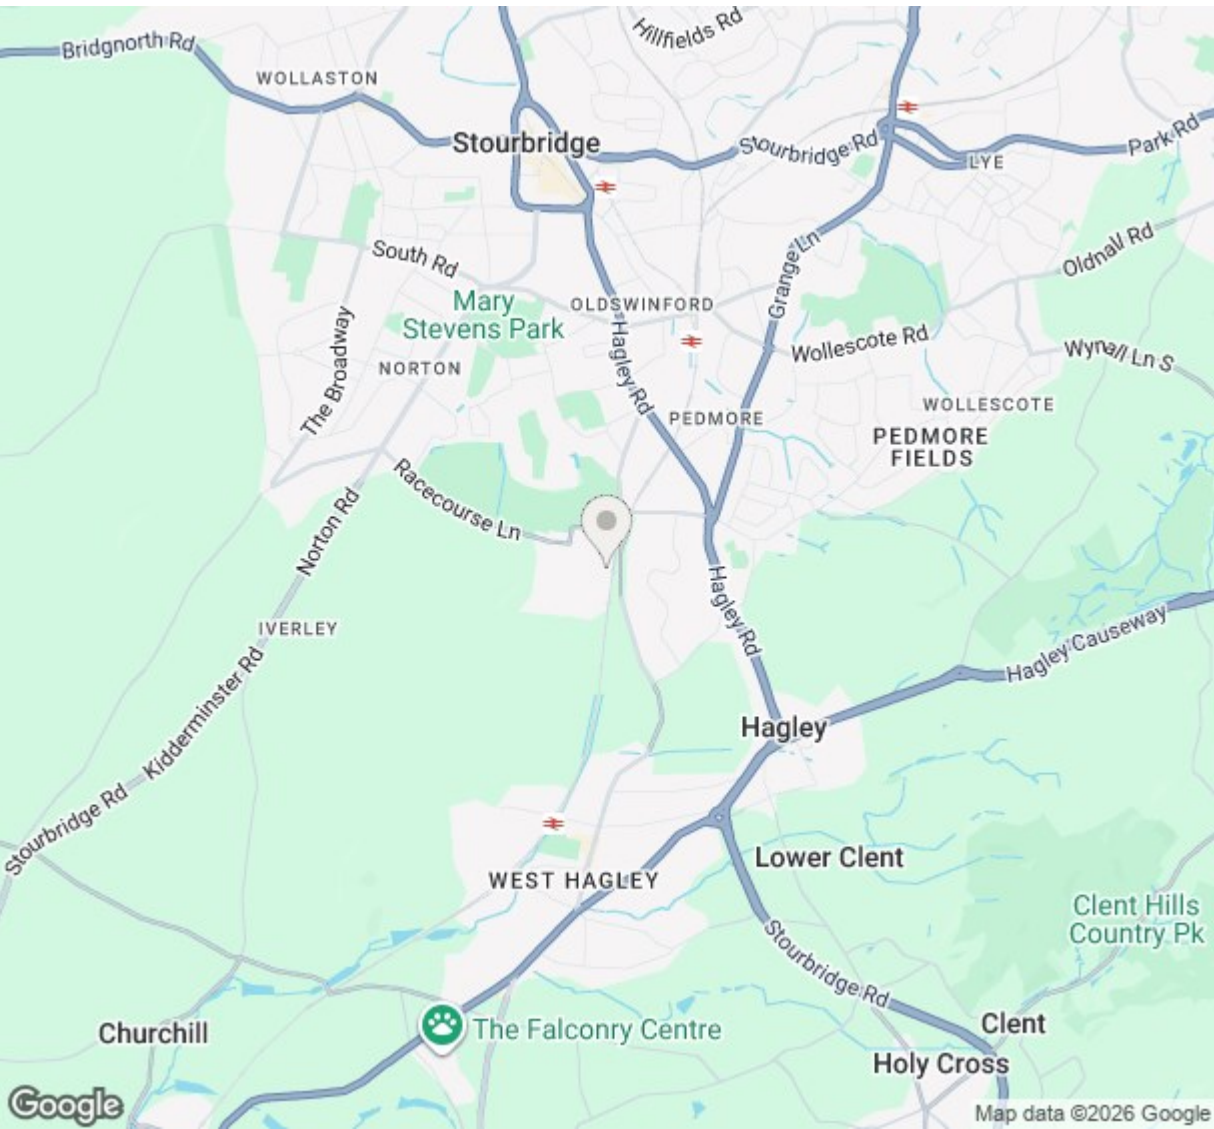 Hillfields Rd
Bridgnorth Rd
WOLLASTON
Stourbridge
Stourbridge Rd
Park Rd
LYE
South Rd
Grange Ln
Oldnall Rd
Mary
Stevens Park
OLDSWINFORD
The Broadway
Hagley Rd
Wollescote Rd
Wynall Ln S
NORTON
PEDMORE
WOLLESCOTE
PEDMORE
FIELDS
Racecourse Ln
Norton Rd
Hagley Rd
IVERLEY
Hagley Causeway
Kidderminster Rd
Hagley
Stourbridge Rd
Lower Clent
WEST HAGLEY
Clent Hills
Country Pk
Stourbridge Rd
Churchill
The Falconry Centre
Clent
Holy Cross
Google
Map data ©2026 Google